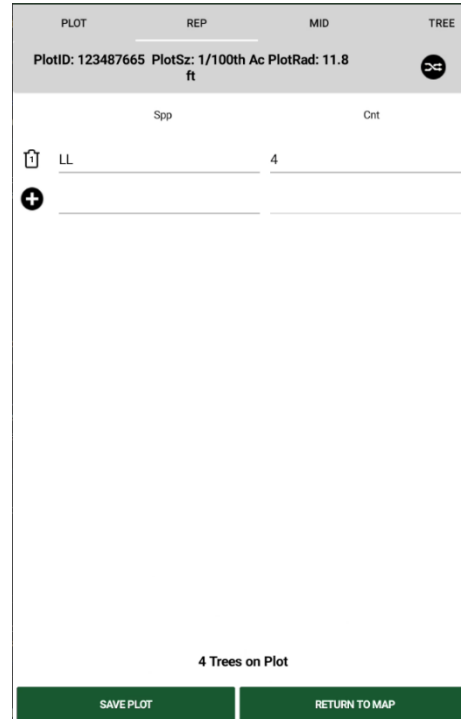 PLOT REP MID TREE
PlotID: 123487665 PlotSz: 1/100th Ac PlotRad: 11.8
ft
Spp Cnt
1 LL 4
4 Trees on Plot
SAVE PLOT RETURN TO MAP